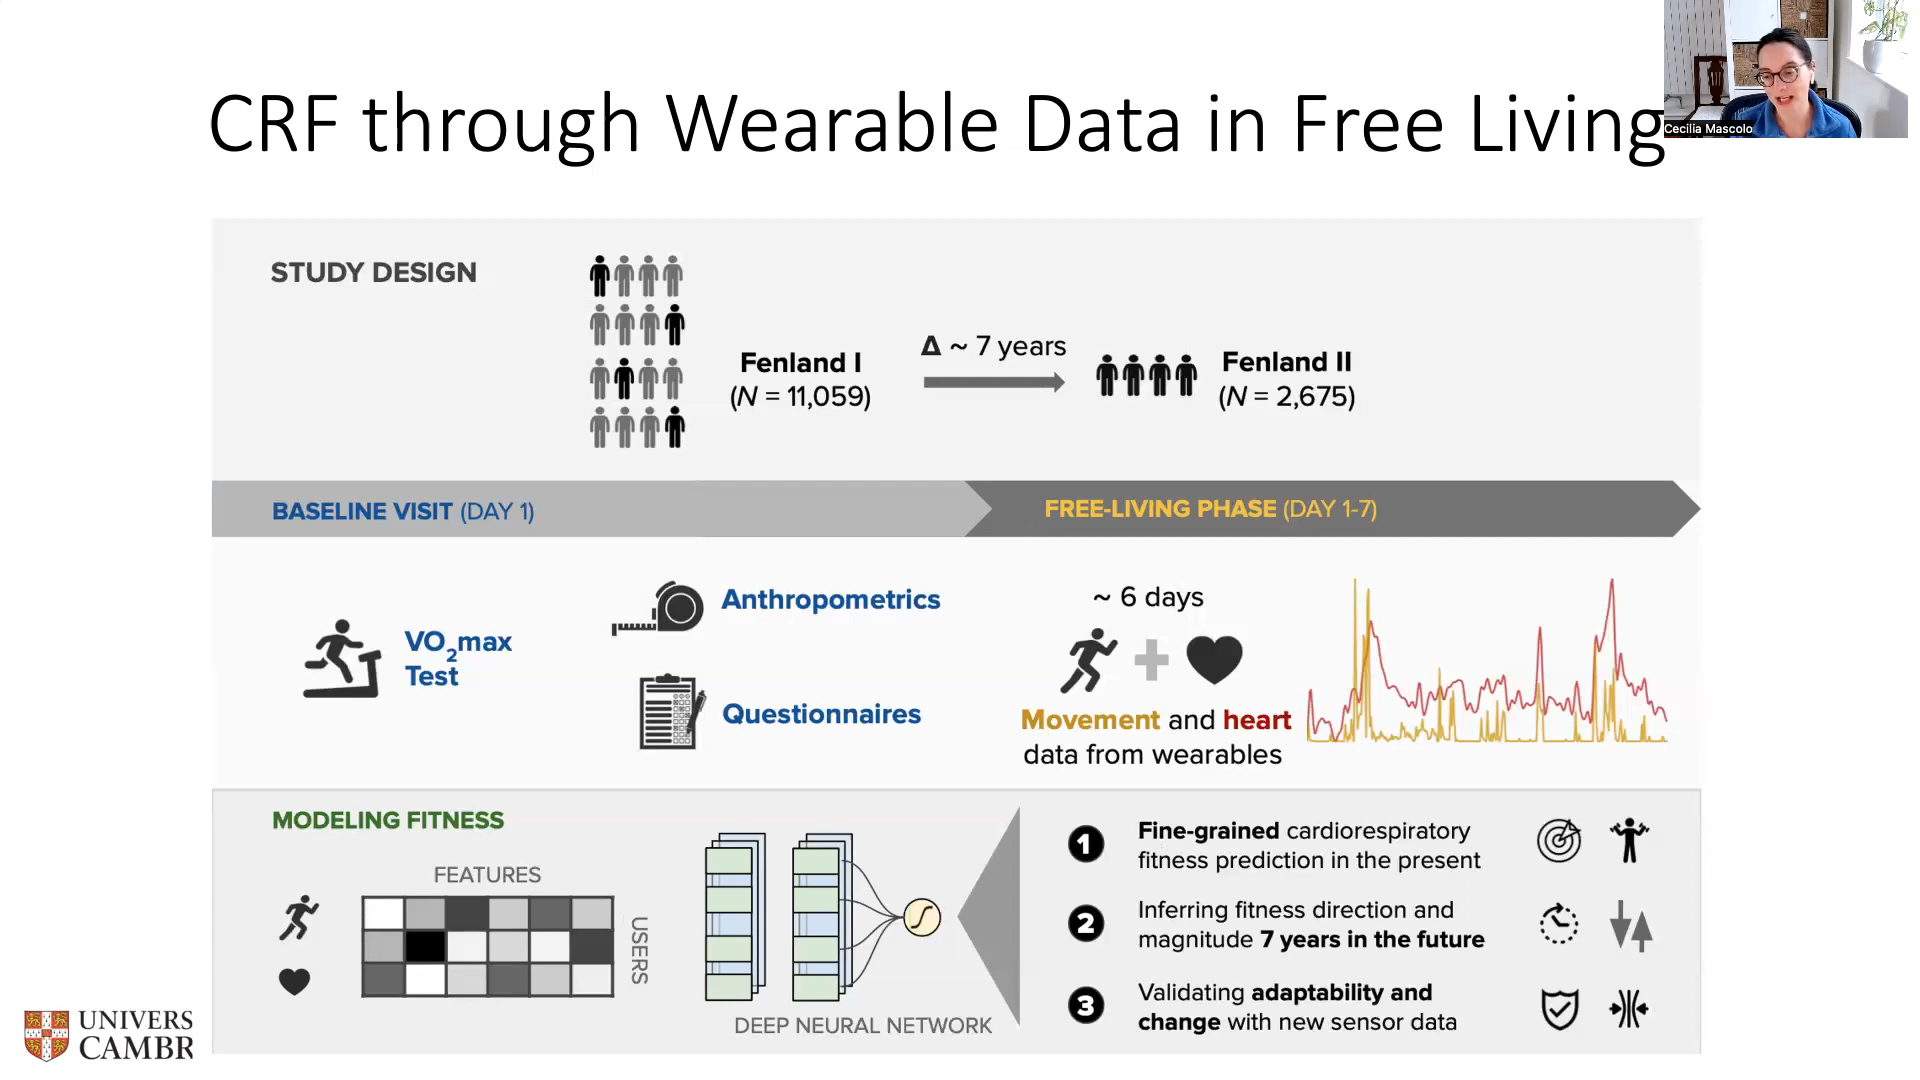 CRF through Wearable Data in Free Living
Cecilia Mascolo
STUDY DESIGN
Fenland I
(N = 11,059)
Δ ~ 7 years
Fenland II
(N = 2,675)
BASELINE VISIT (DAY 1)
FREE-LIVING PHASE (DAY 1-7)
VO2max
Test
Anthropometrics
Questionnaires
~ 6 days
Movement and heart
data from wearables
MODELING FITNESS
FEATURES
USERS
DEEP NEURAL NETWORK
1 Fine-grained cardiorespiratory
fitness prediction in the present
2 Inferring fitness direction and
magnitude 7 years in the future
3 Validating adaptability and
change with new sensor data
UNIVERS
CAMBR